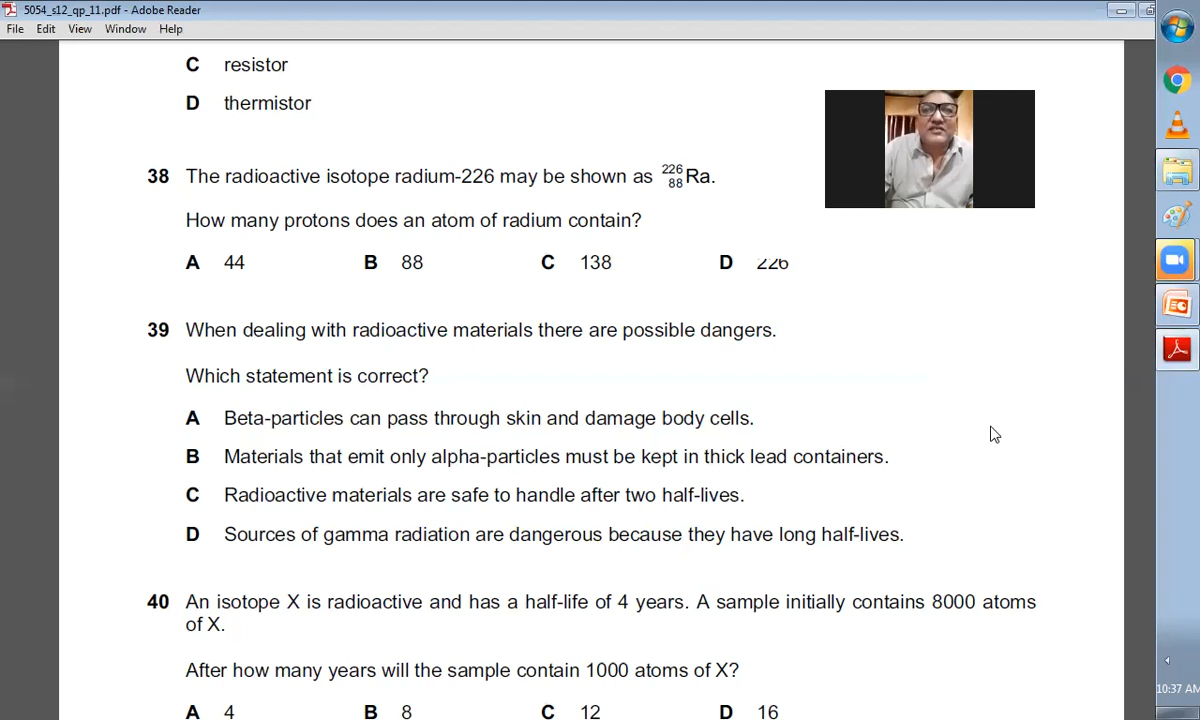 5054_s12_qp_11.pdf - Adobe Reader
File Edit View Window Help
C resistor
D thermistor
38 The radioactive isotope radium-226 may be shown as ²²⁶₈₈Ra.
How many protons does an atom of radium contain?
A 44 B 88 C 138 D 226
39 When dealing with radioactive materials there are possible dangers.
Which statement is correct?
A Beta-particles can pass through skin and damage body cells.
B Materials that emit only alpha-particles must be kept in thick lead containers.
C Radioactive materials are safe to handle after two half-lives.
D Sources of gamma radiation are dangerous because they have long half-lives.
40 An isotope X is radioactive and has a half-life of 4 years. A sample initially contains 8000 atoms
of X.
After how many years will the sample contain 1000 atoms of X?
A 4 B 8 C 12 D 16
10:37 AM